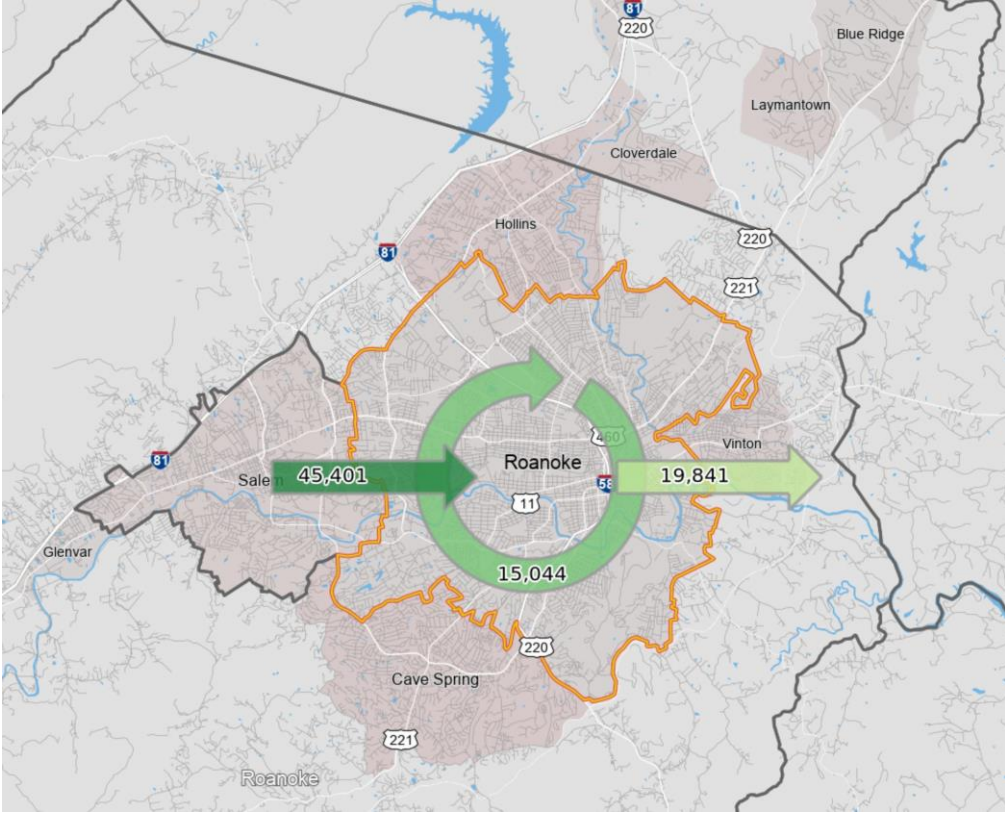 81
220
Blue Ridge
Laymantown
Cloverdale
Hollins
220
81
221
460
Vinton
Roanoke
81
45,401
19,841
Salem
58
11
Glenvar
15,044
220
Cave Spring
221
Roanoke